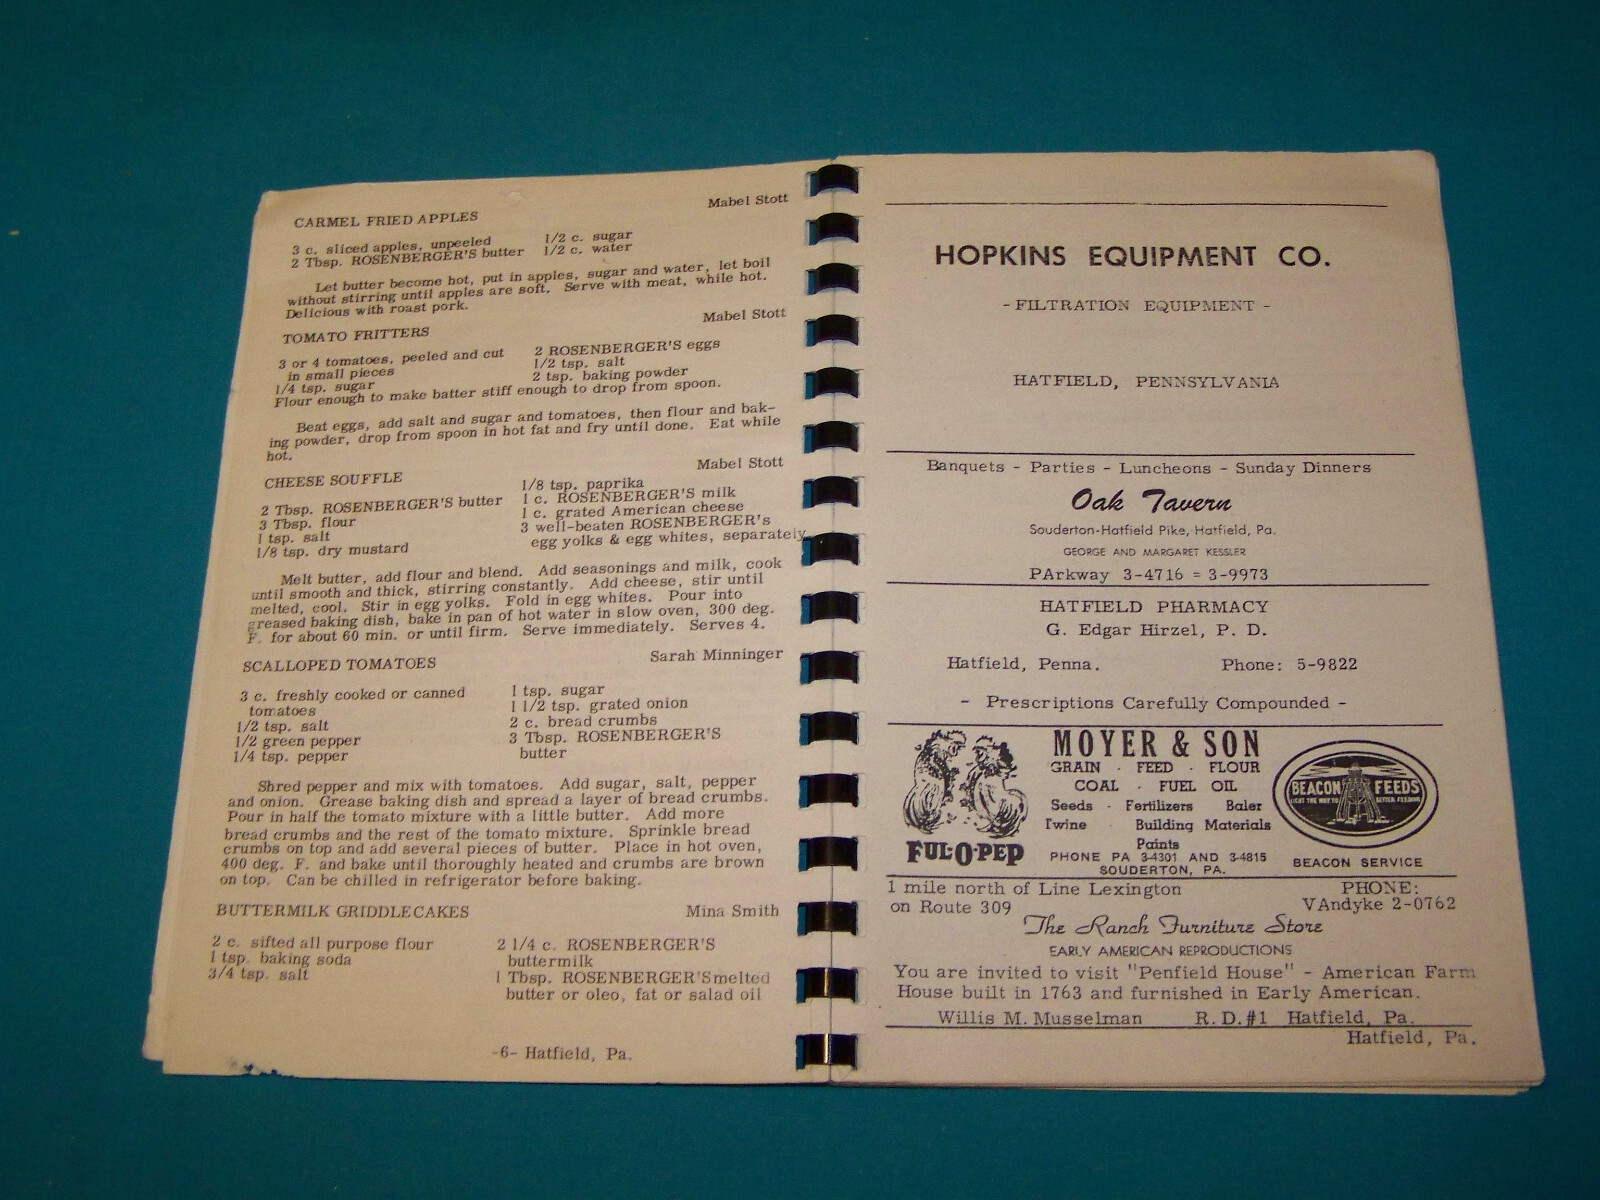 CARMEL FRIED APPLES Mabel Stott
3 c. sliced apples, unpeeled 1/2 c. sugar
2 Tbsp. ROSENBERGER'S butter 1/2 c. water
Let butter become hot, put in apples, sugar and water, let boil
without stirring until apples are soft. Serve with meat, while hot.
Delicious with roast pork.
TOMATO FRITTERS Mabel Stott
3 or 4 tomatoes, peeled and cut 2 ROSENBERGER'S eggs
in small pieces 1/2 tsp. salt
1/4 tsp. sugar 2 tsp. baking powder
Flour enough to make batter stiff enough to drop from spoon.
Beat eggs, add salt and sugar and tomatoes, then flour and bak-
ing powder, drop from spoon in hot fat and fry until done. Eat while
hot.
CHEESE SOUFFLE Mabel Stott
2 Tbsp. ROSENBERGER'S butter 1/8 tsp. paprika
3 Tbsp. flour 1 c. ROSENBERGER'S milk
1 tsp. salt 1 c. grated American cheese
1/8 tsp. dry mustard 3 well-beaten ROSENBERGER's
egg yolks & egg whites, separately
Melt butter, add flour and blend. Add seasonings and milk, cook
until smooth and thick, stirring constantly. Add cheese, stir until
melted, cool. Stir in egg yolks. Fold in egg whites. Pour into
greased baking dish, bake in pan of hot water in slow oven, 300 deg.
F. for about 60 min. or until firm. Serve immediately. Serves 4.
SCALLOPED TOMATOES Sarah Minninger
3 c. freshly cooked or canned 1 tsp. sugar
tomatoes 1 1/2 tsp. grated onion
1/2 tsp. salt 2 c. bread crumbs
1/2 green pepper 3 Tbsp. ROSENBERGER'S
1/4 tsp. pepper butter
Shred pepper and mix with tomatoes. Add sugar, salt, pepper
and onion. Grease baking dish and spread a layer of bread crumbs.
Pour in half the tomato mixture with a little butter. Add more
bread crumbs and the rest of the tomato mixture. Sprinkle bread
crumbs on top and add several pieces of butter. Place in hot oven,
400 deg. F. and bake until thoroughly heated and crumbs are brown
on top. Can be chilled in refrigerator before baking.
BUTTERMILK GRIDDLECAKES Mina Smith
2 c. sifted all purpose flour 2 1/4 c. ROSENBERGER'S
1 tsp. baking soda buttermilk
3/4 tsp. salt 1 Tbsp. ROSENBERGER'S melted
butter or oleo, fat or salad oil
-6- Hatfield, Pa.
HOPKINS EQUIPMENT CO.
- FILTRATION EQUIPMENT -
HATFIELD, PENNSYLVANIA
Banquets - Parties - Luncheons - Sunday Dinners
Oak Tavern
Souderton-Hatfield Pike, Hatfield, Pa.
GEORGE AND MARGARET KESSLER
PArkway 3-4716 = 3-9973
HATFIELD PHARMACY
G. Edgar Hirzel, P. D.
Hatfield, Penna. Phone: 5-9822
- Prescriptions Carefully Compounded -
MOYER & SON
GRAIN · FEED · FLOUR
COAL · FUEL OIL
Seeds · Fertilizers Baler
Twine Building Materials
Paints
PHONE PA 3-4301 AND 3-4815
SOUDERTON, PA.
FUL-O-PEP
BEACON FEEDS
LIGHT THE WAY TO BETTER FEEDING
BEACON SERVICE
1 mile north of Line Lexington PHONE:
on Route 309 VAndyke 2-0762
The Ranch Furniture Store
EARLY AMERICAN REPRODUCTIONS
You are invited to visit "Penfield House" - American Farm
House built in 1763 and furnished in Early American.
Willis M. Musselman R. D. #1 Hatfield, Pa.
Hatfield, Pa.